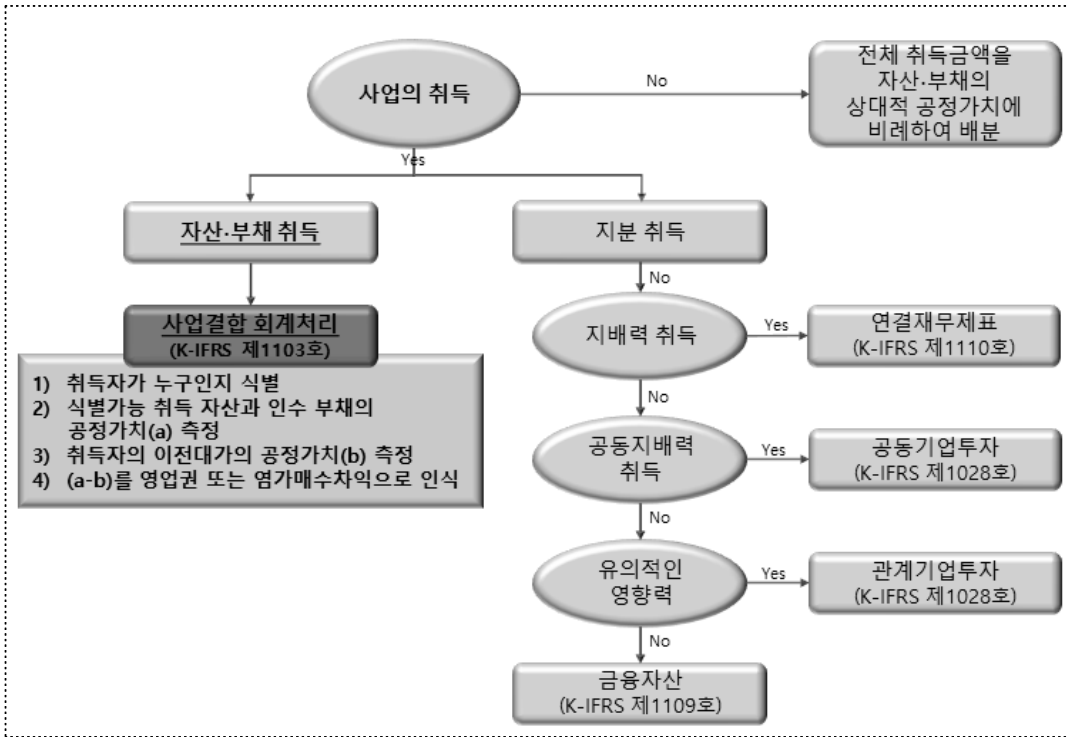 사업의 취득
No
전체 취득금액을
자산·부채의
상대적 공정가치에
비례하여 배분
Yes
자산·부채 취득
지분 취득
No
사업결합 회계처리
(K-IFRS 제1103호)
지배력 취득
Yes
연결재무제표
(K-IFRS 제1110호)
1) 취득자가 누구인지 식별
2) 식별가능 취득 자산과 인수 부채의
공정가치(a) 측정
3) 취득자의 이전대가의 공정가치(b) 측정
4) (a-b)를 영업권 또는 염가매수차익으로 인식
No
공동지배력
취득
Yes
공동기업투자
(K-IFRS 제1028호)
No
유의적인
영향력
Yes
관계기업투자
(K-IFRS 제1028호)
No
금융자산
(K-IFRS 제1109호)